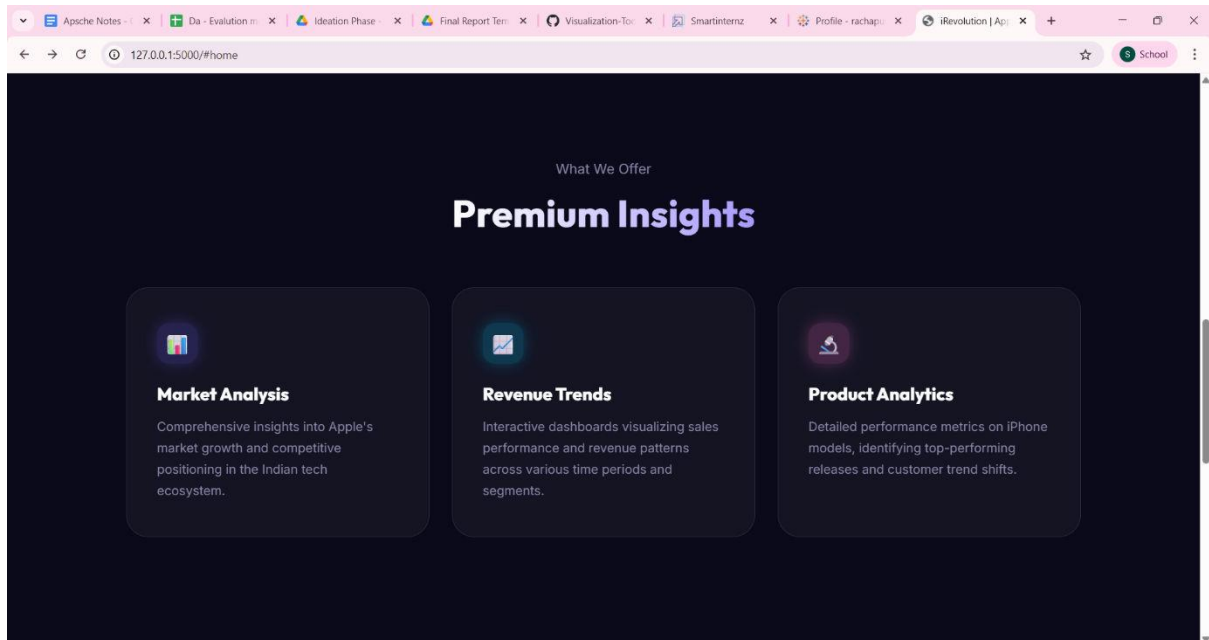 Apsche Notes - 
Da - Evalution m
Ideation Phase - 
Final Report Tem
Visualization-Too
Smartinternz
Profile - rachapu
iRevolution | App
127.0.0.1:5000/#home
S
School
What We Offer
Premium Insights
Market Analysis
Comprehensive insights into Apple's
market growth and competitive
positioning in the Indian tech
ecosystem.
Revenue Trends
Interactive dashboards visualizing sales
performance and revenue patterns
across various time periods and
segments.
Product Analytics
Detailed performance metrics on iPhone
models, identifying top-performing
releases and customer trend shifts.